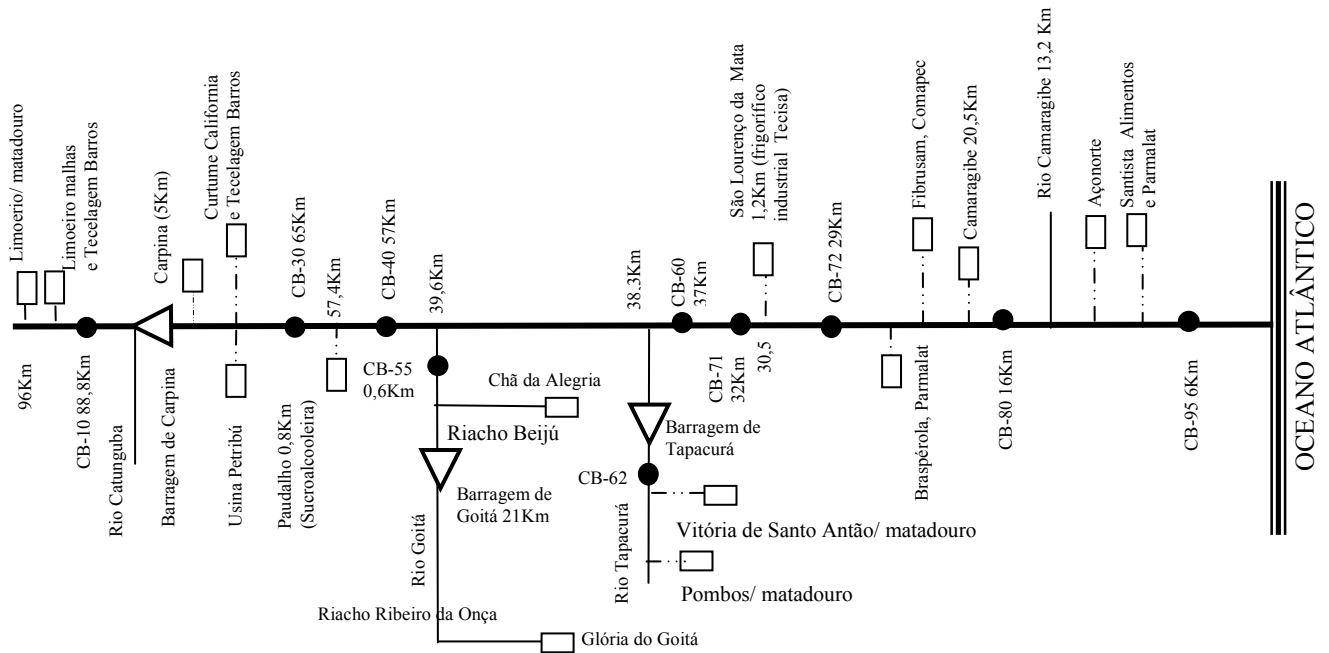 Limoerio/ matadouro
Limoeiro malhas
e Tecelagem Barros
Carpina (5Km)
Curtume California
e Tecelagem Barros
CB-30 65Km
57,4Km
CB-40 57Km
39,6Km
38.3Km
CB-60
37Km
São Lourenço da Mata
1,2Km (frigorífico
industrial Tecisa)
CB-72 29Km
Fibrusam, Comapec
Camaragibe 20,5Km
Rio Camaragibe 13,2 Km
Açonorte
Santista Alimentos
e Parmalat
OCEANO ATLÂNTICO
96Km
CB-10 88,8Km
Rio Catunguba
Barragem de Carpina
Usina Petribú
Paudalho 0,8Km
(Sucroalcooleira)
CB-55
0,6Km
Chã da Alegria
Riacho Beijú
Barragem de
Goitá 21Km
Rio Goitá
Riacho Ribeiro da Onça
Glória do Goitá
Barragem de
Tapacurá
CB-62
Vitória de Santo Antão/ matadouro
Rio Tapacurá
Pombos/ matadouro
CB-71
32Km
30,5
Braspérola, Parmalat
CB-80 16Km
CB-95 6Km